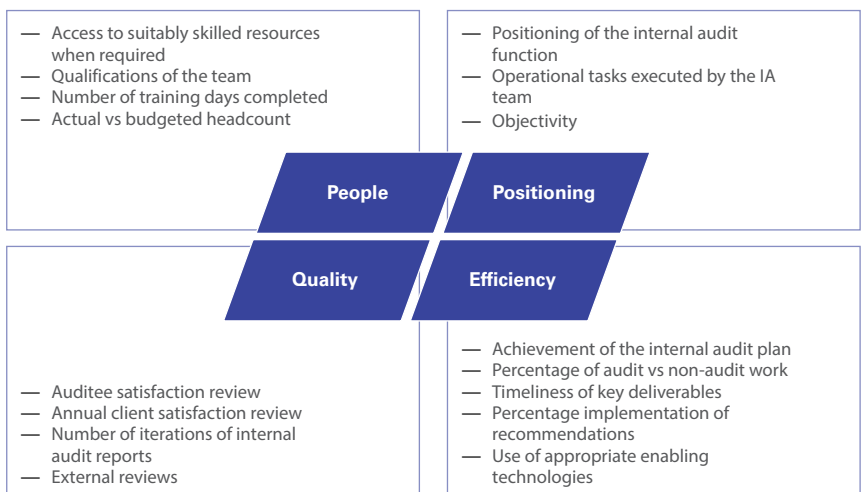 — Access to suitably skilled resources
when required
— Qualifications of the team
— Number of training days completed
— Actual vs budgeted headcount
— Positioning of the internal audit
function
— Operational tasks executed by the IA
team
— Objectivity
People
Positioning
Quality
Efficiency
— Auditee satisfaction review
— Annual client satisfaction review
— Number of iterations of internal
audit reports
— External reviews
— Achievement of the internal audit plan
— Percentage of audit vs non-audit work
— Timeliness of key deliverables
— Percentage implementation of
recommendations
— Use of appropriate enabling
technologies